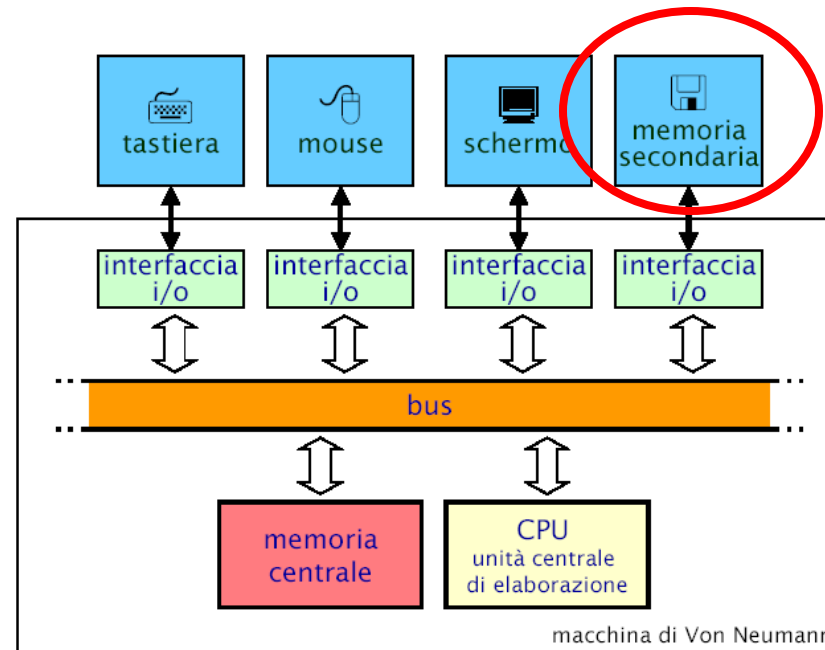 tastiera
mouse
schermo
memoria
secondaria
interfaccia
i/o
interfaccia
i/o
interfaccia
i/o
interfaccia
i/o
bus
memoria
centrale
CPU
unità centrale
di elaborazione
macchina di Von Neumann